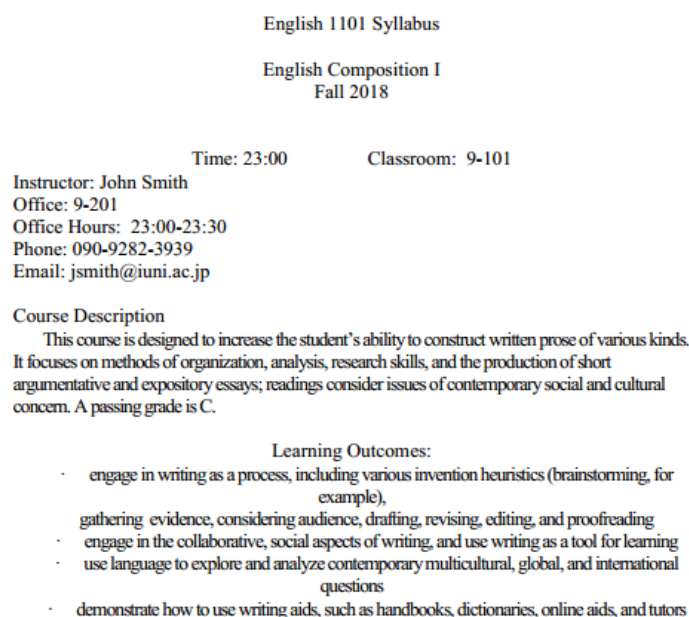 English 1101 Syllabus
English Composition I
Fall 2018
Time: 23:00 Classroom: 9-101
Instructor: John Smith
Office: 9-201
Office Hours: 23:00-23:30
Phone: 090-9282-3939
Email: jsmith@iuni.ac.jp
Course Description
This course is designed to increase the student's ability to construct written prose of various kinds.
It focuses on methods of organization, analysis, research skills, and the production of short
argumentative and expository essays; readings consider issues of contemporary social and cultural
concern. A passing grade is C.
Learning Outcomes:
· engage in writing as a process, including various invention heuristics (brainstorming, for
example),
gathering evidence, considering audience, drafting, revising, editing, and proofreading
· engage in the collaborative, social aspects of writing, and use writing as a tool for learning
· use language to explore and analyze contemporary multicultural, global, and international
questions
· demonstrate how to use writing aids, such as handbooks, dictionaries, online aids, and tutors